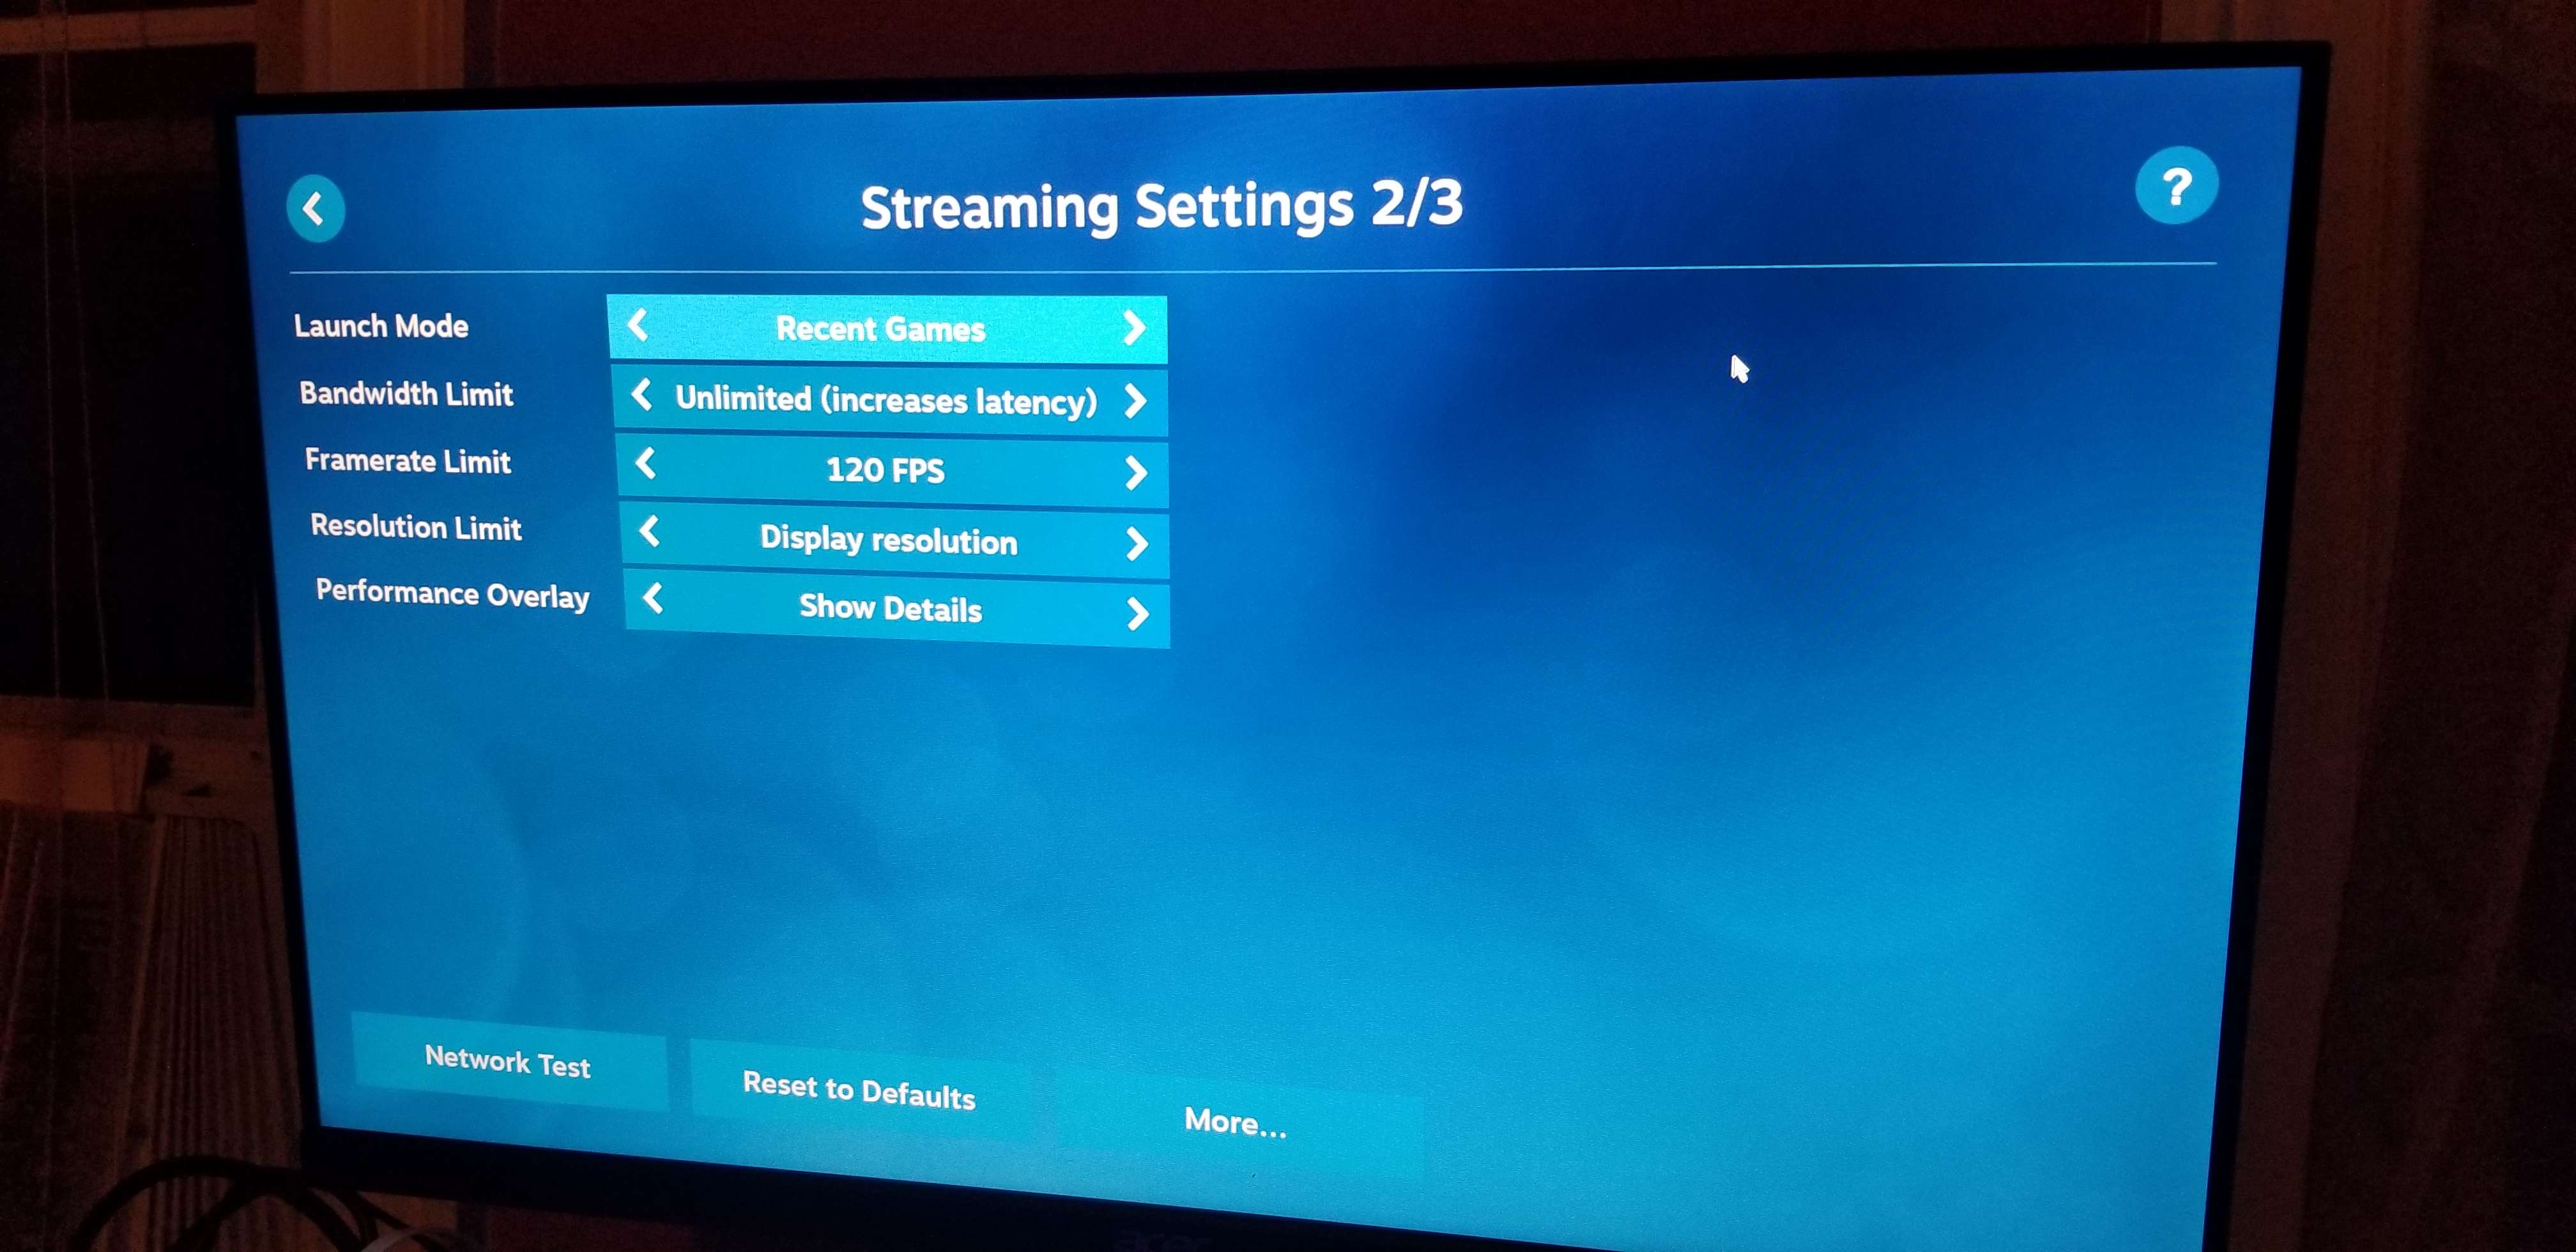 Streaming Settings 2/3
?
Launch Mode
Recent Games
Bandwidth Limit
Unlimited (increases latency)
Framerate Limit
120 FPS
Resolution Limit
Display resolution
Performance Overlay
Show Details
Network Test
Reset to Defaults
More...
acer